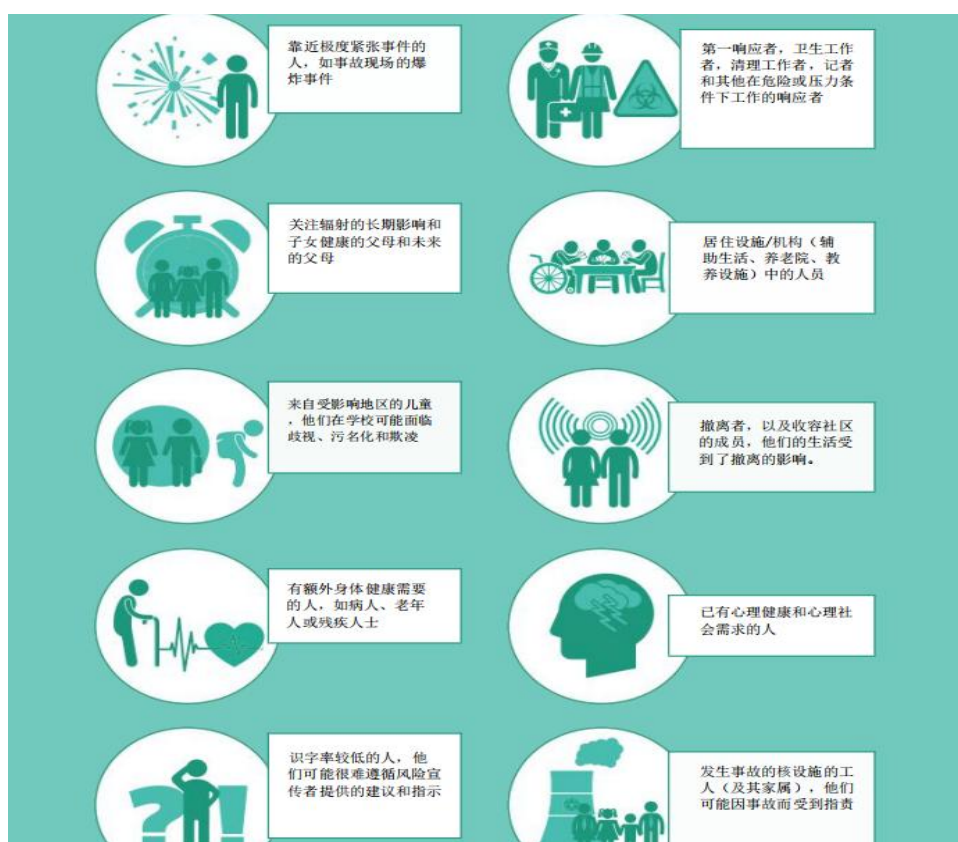 靠近极度紧张事件的
人，如事故现场的爆
炸事件
第一响应者，卫生工作
者，清理工作者，记者
和其他在危险或压力条
件下工作的响应者
关注辐射的长期影响和
子女健康的父母和未来
的父母
居住设施/机构（辅
助生活、养老院、教
养设施）中的人员
来自受影响地区的儿童
，他们在学校可能面临
歧视、污名化和欺凌
撤离者，以及收容社区
的成员，他们的生活受
到了撤离的影响。
有额外身体健康需要
的人，如病人、老年
人或残疾人士
已有心理健康和心理社
会需求的人
识字率较低的人，他
们可能很难遵循风险宣
传者提供的建议和指示
发生事故的核设施的工
人（及其家属），他们
可能因事故而受到指责
?!